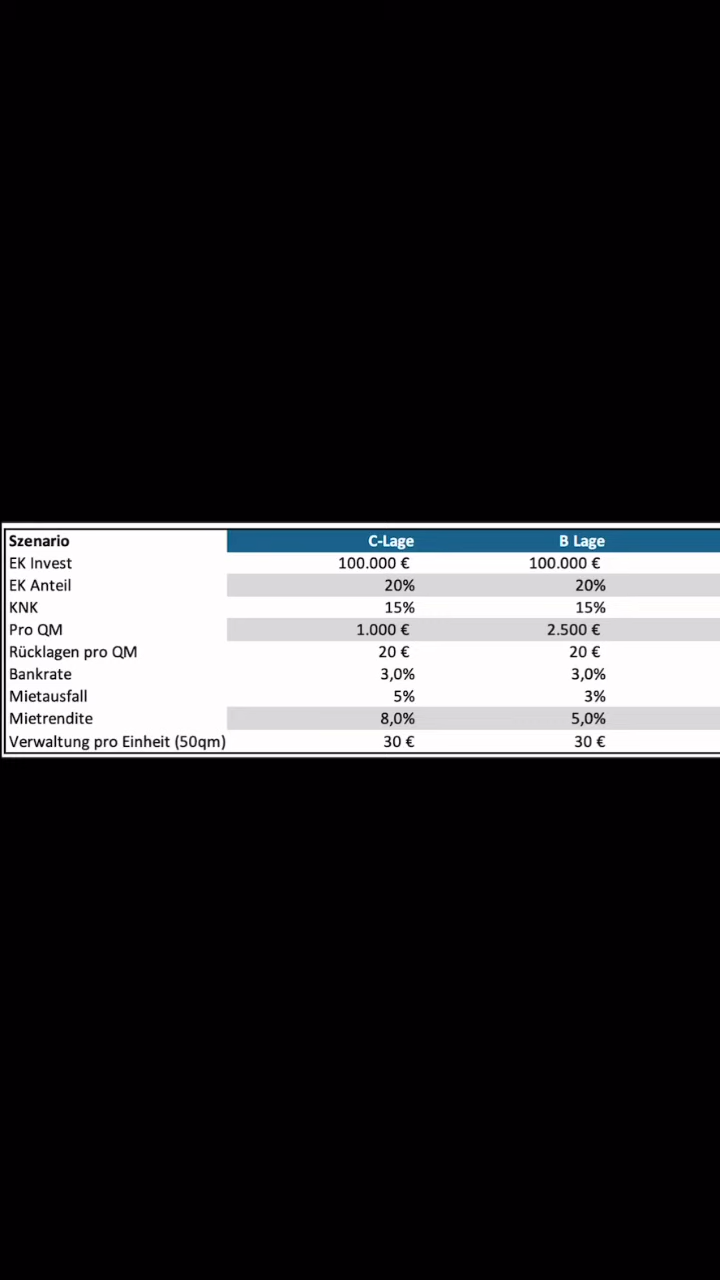 Szenario C-Lage B Lage
EK Invest 100.000 € 100.000 €
EK Anteil 20% 20%
KNK 15% 15%
Pro QM 1.000 € 2.500 €
Rücklagen pro QM 20 € 20 €
Bankrate 3,0% 3,0%
Mietausfall 5% 3%
Mietrendite 8,0% 5,0%
Verwaltung pro Einheit (50qm) 30 € 30 €